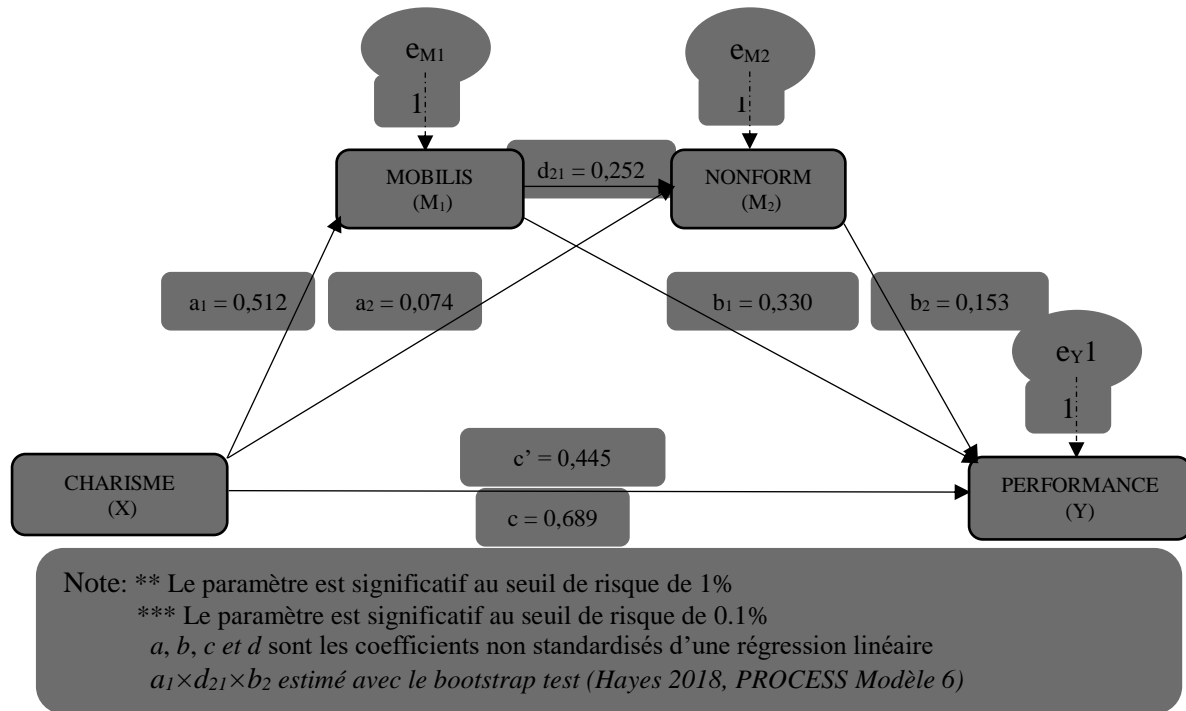 eM1
eM2
1
1
MOBILIS
(M1)
d21 = 0,252
NONFORM
(M2)
a1 = 0,512
a2 = 0,074
b1 = 0,330
b2 = 0,153
eY1
1
CHARISME
(X)
c’ = 0,445
c = 0,689
PERFORMANCE
(Y)
Note: ** Le paramètre est significatif au seuil de risque de 1%
*** Le paramètre est significatif au seuil de risque de 0.1%
a, b, c et d sont les coefficients non standardisés d’une régression linéaire
a1×d21×b2 estimé avec le bootstrap test (Hayes 2018, PROCESS Modèle 6)